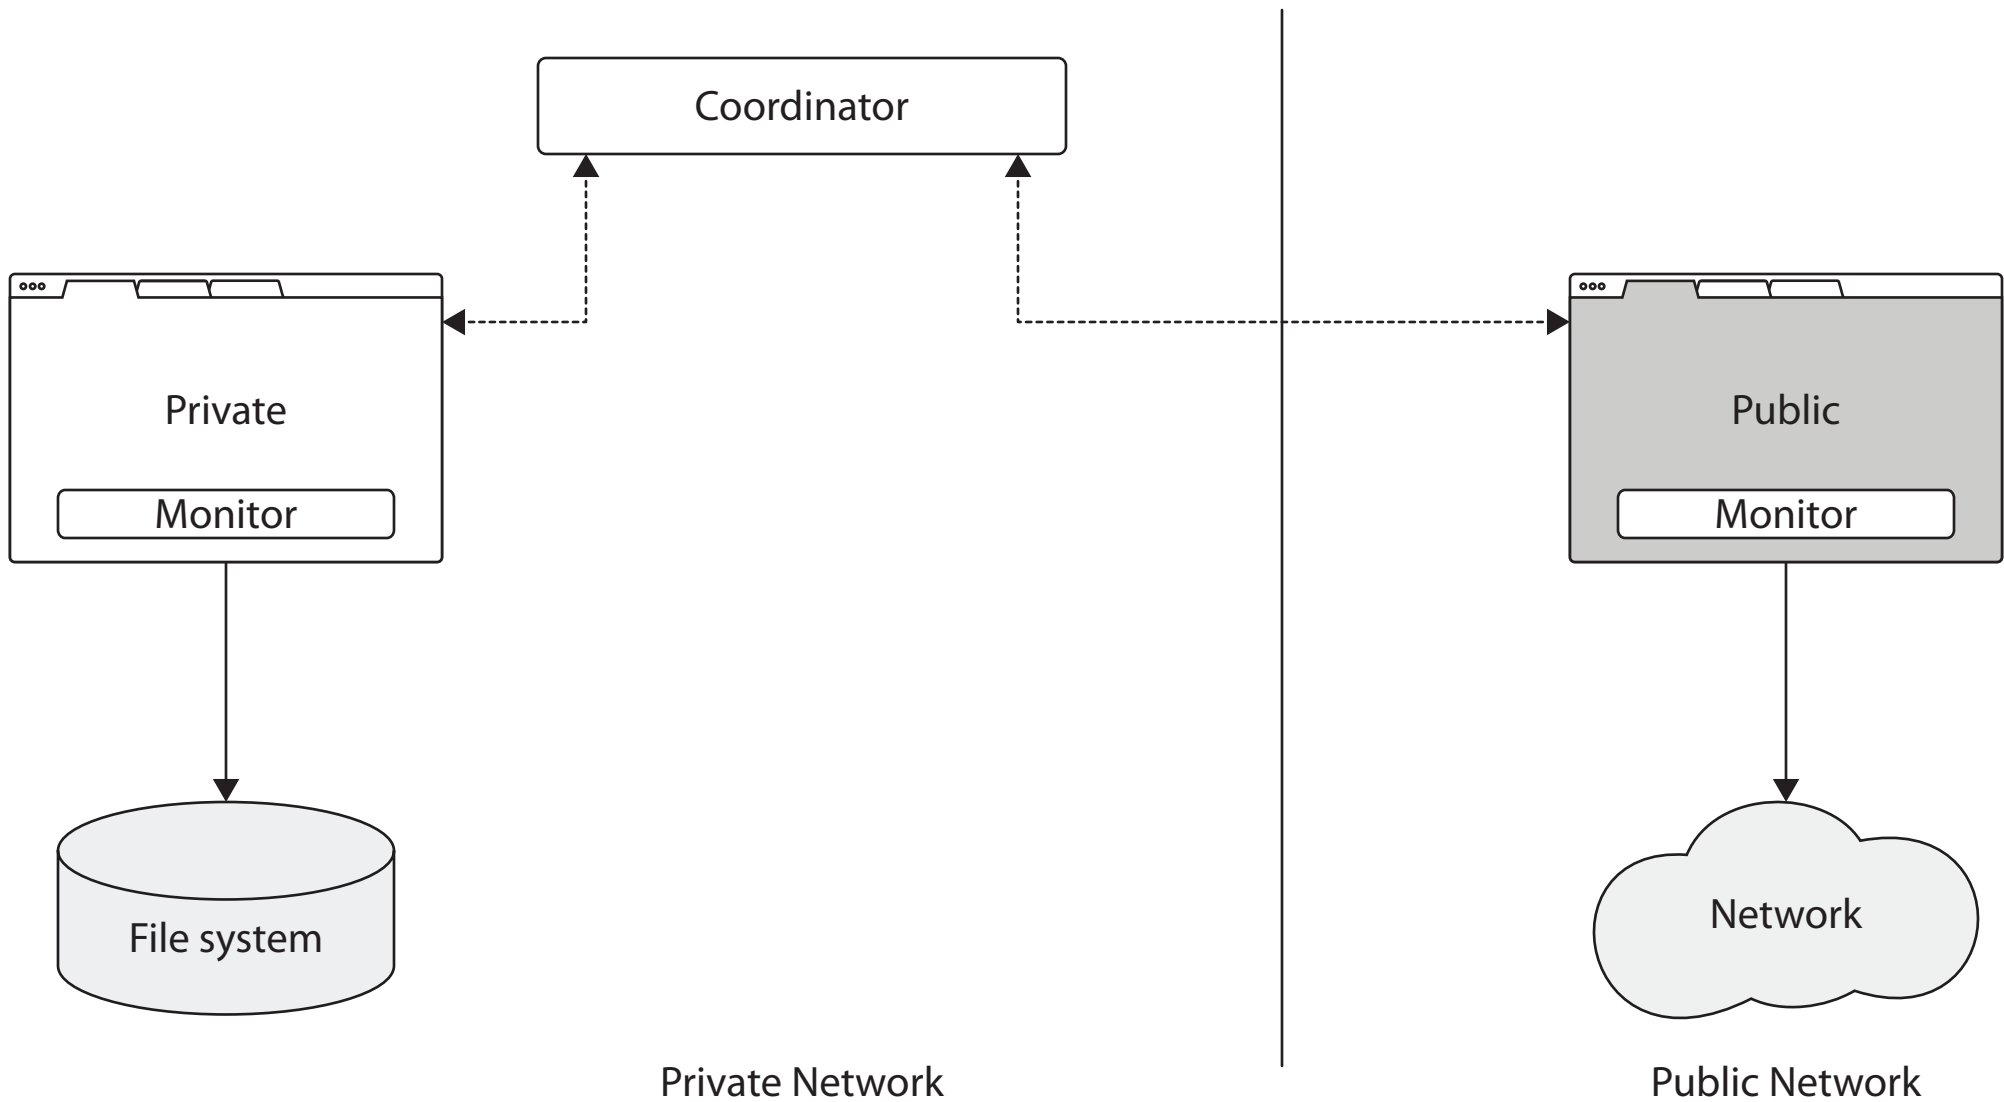 Coordinator
Private
Public
Monitor
Monitor
File system
Network
Private Network
Public Network